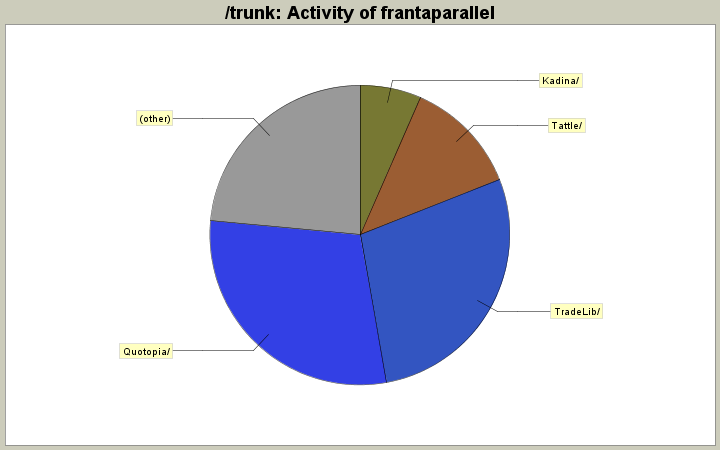 /trunk: Activity of frantaparallel
Kadina/
(other)
Tattle/
TradeLib/
Quotopia/